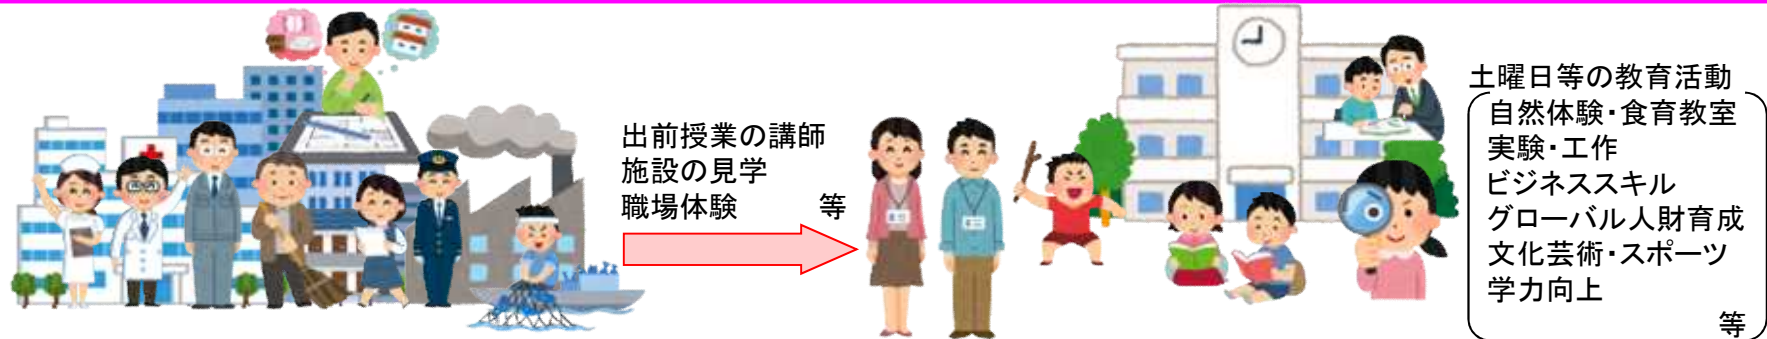 出前授業の講師
施設の見学
職場体験　　等
土曜日等の教育活動
自然体験・食育教室
実験・工作
ビジネススキル
グローバル人財育成
文化芸術・スポーツ
学力向上
等